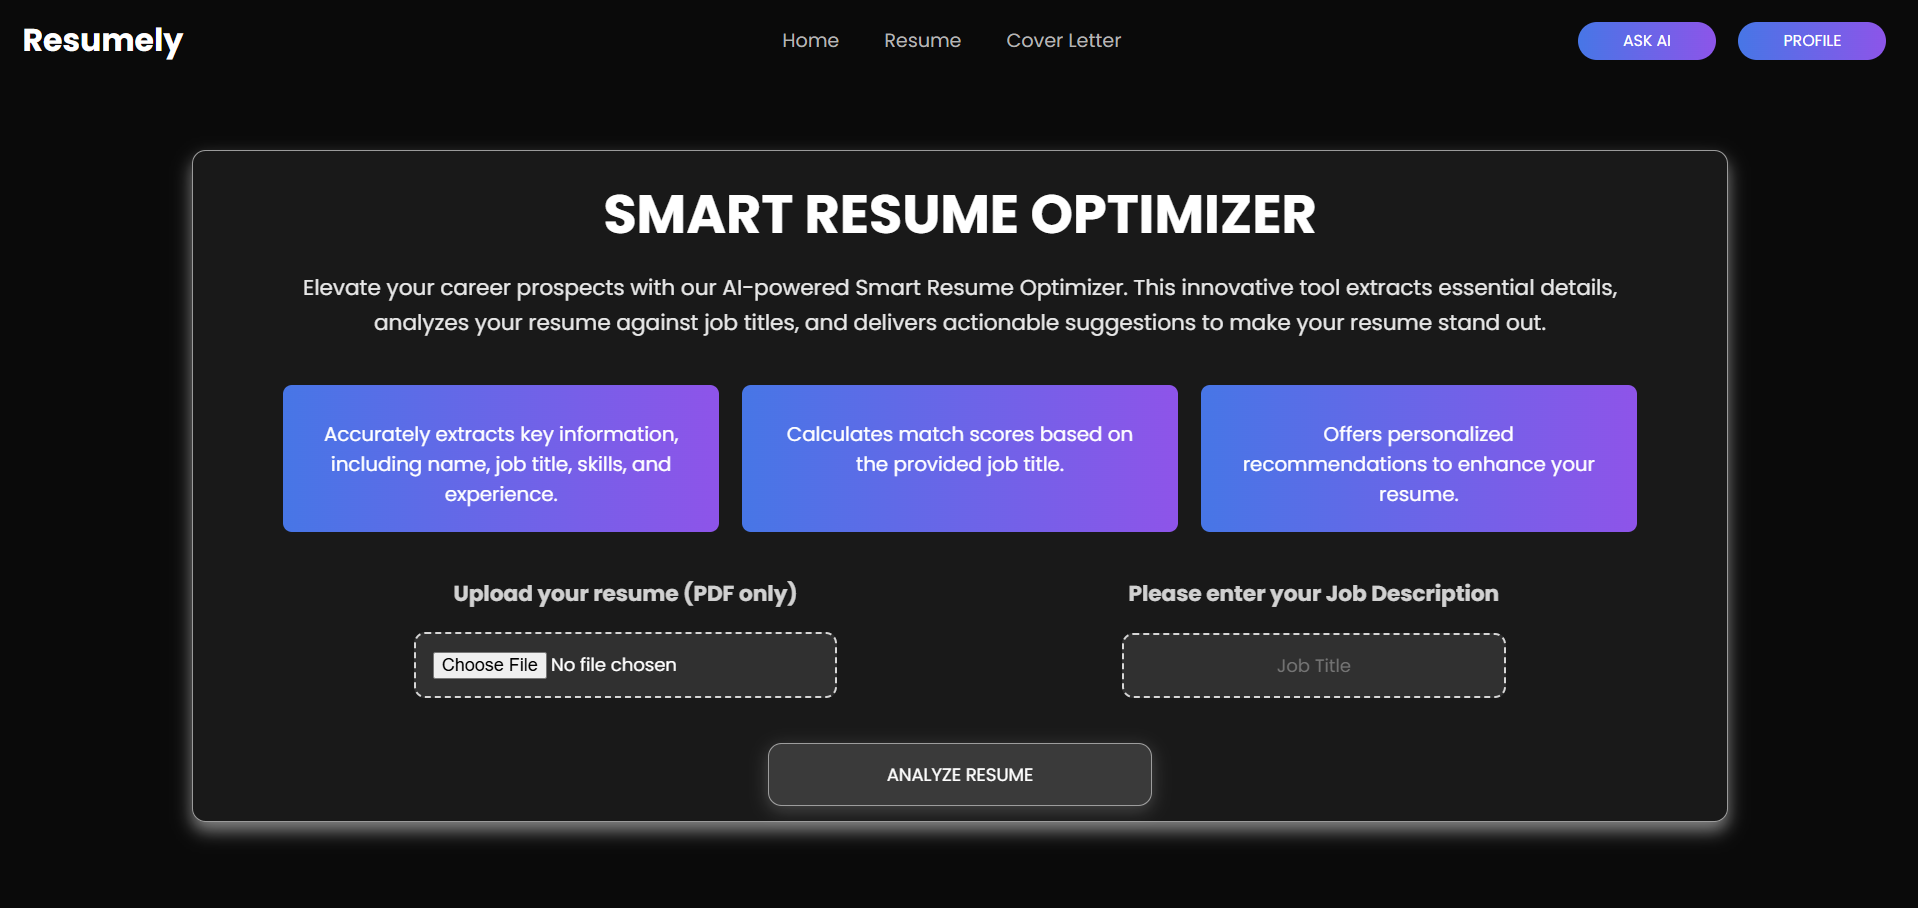 Resumely
Home
Resume
Cover Letter
ASK AI
PROFILE
SMART RESUME OPTIMIZER
Elevate your career prospects with our AI-powered Smart Resume Optimizer. This innovative tool extracts essential details,
analyzes your resume against job titles, and delivers actionable suggestions to make your resume stand out.
Accurately extracts key information,
including name, job title, skills, and
experience.
Calculates match scores based on
the provided job title.
Offers personalized
recommendations to enhance your
resume.
Upload your resume (PDF only)
Choose File No file chosen
Please enter your Job Description
Job Title
ANALYZE RESUME